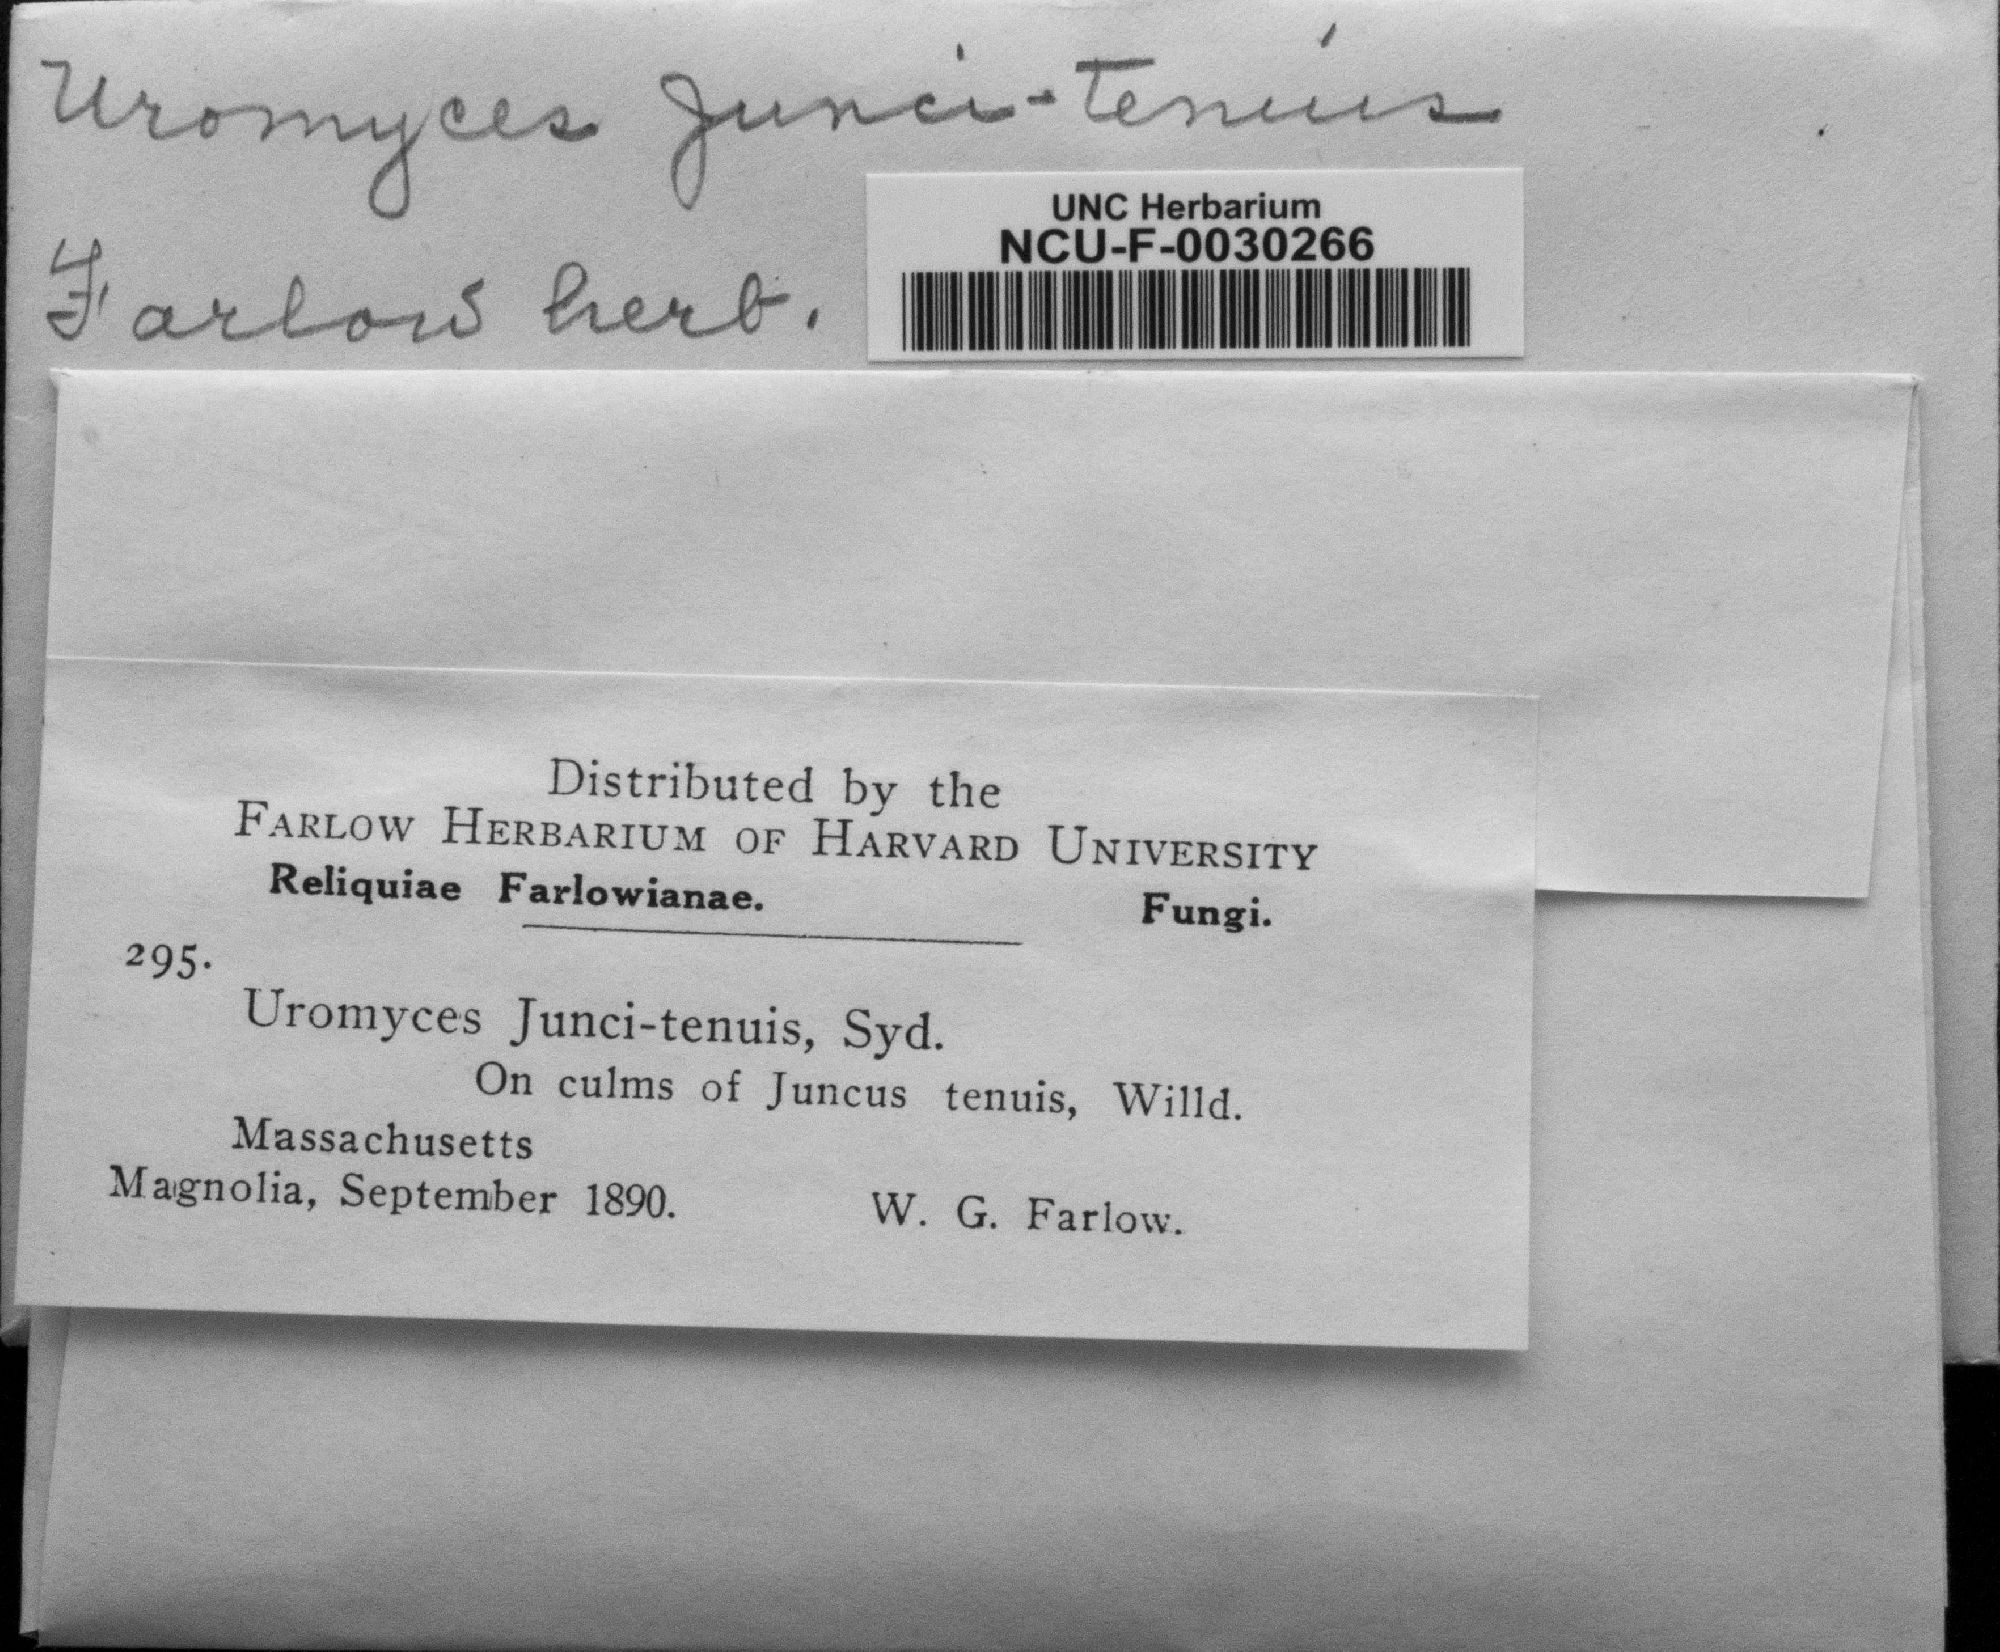 Uromyces Junci-tenuis
Farlow herb.
UNC Herbarium
NCU-F-0030266
Distributed by the
FARLOW HERBARIUM OF HARVARD UNIVERSITY
Reliquiae Farlowianae. Fungi.
295.
Uromyces Junci-tenuis, Syd.
On culms of Juncus tenuis, Willd.
Massachusetts
Magnolia, September 1890. W. G. Farlow.